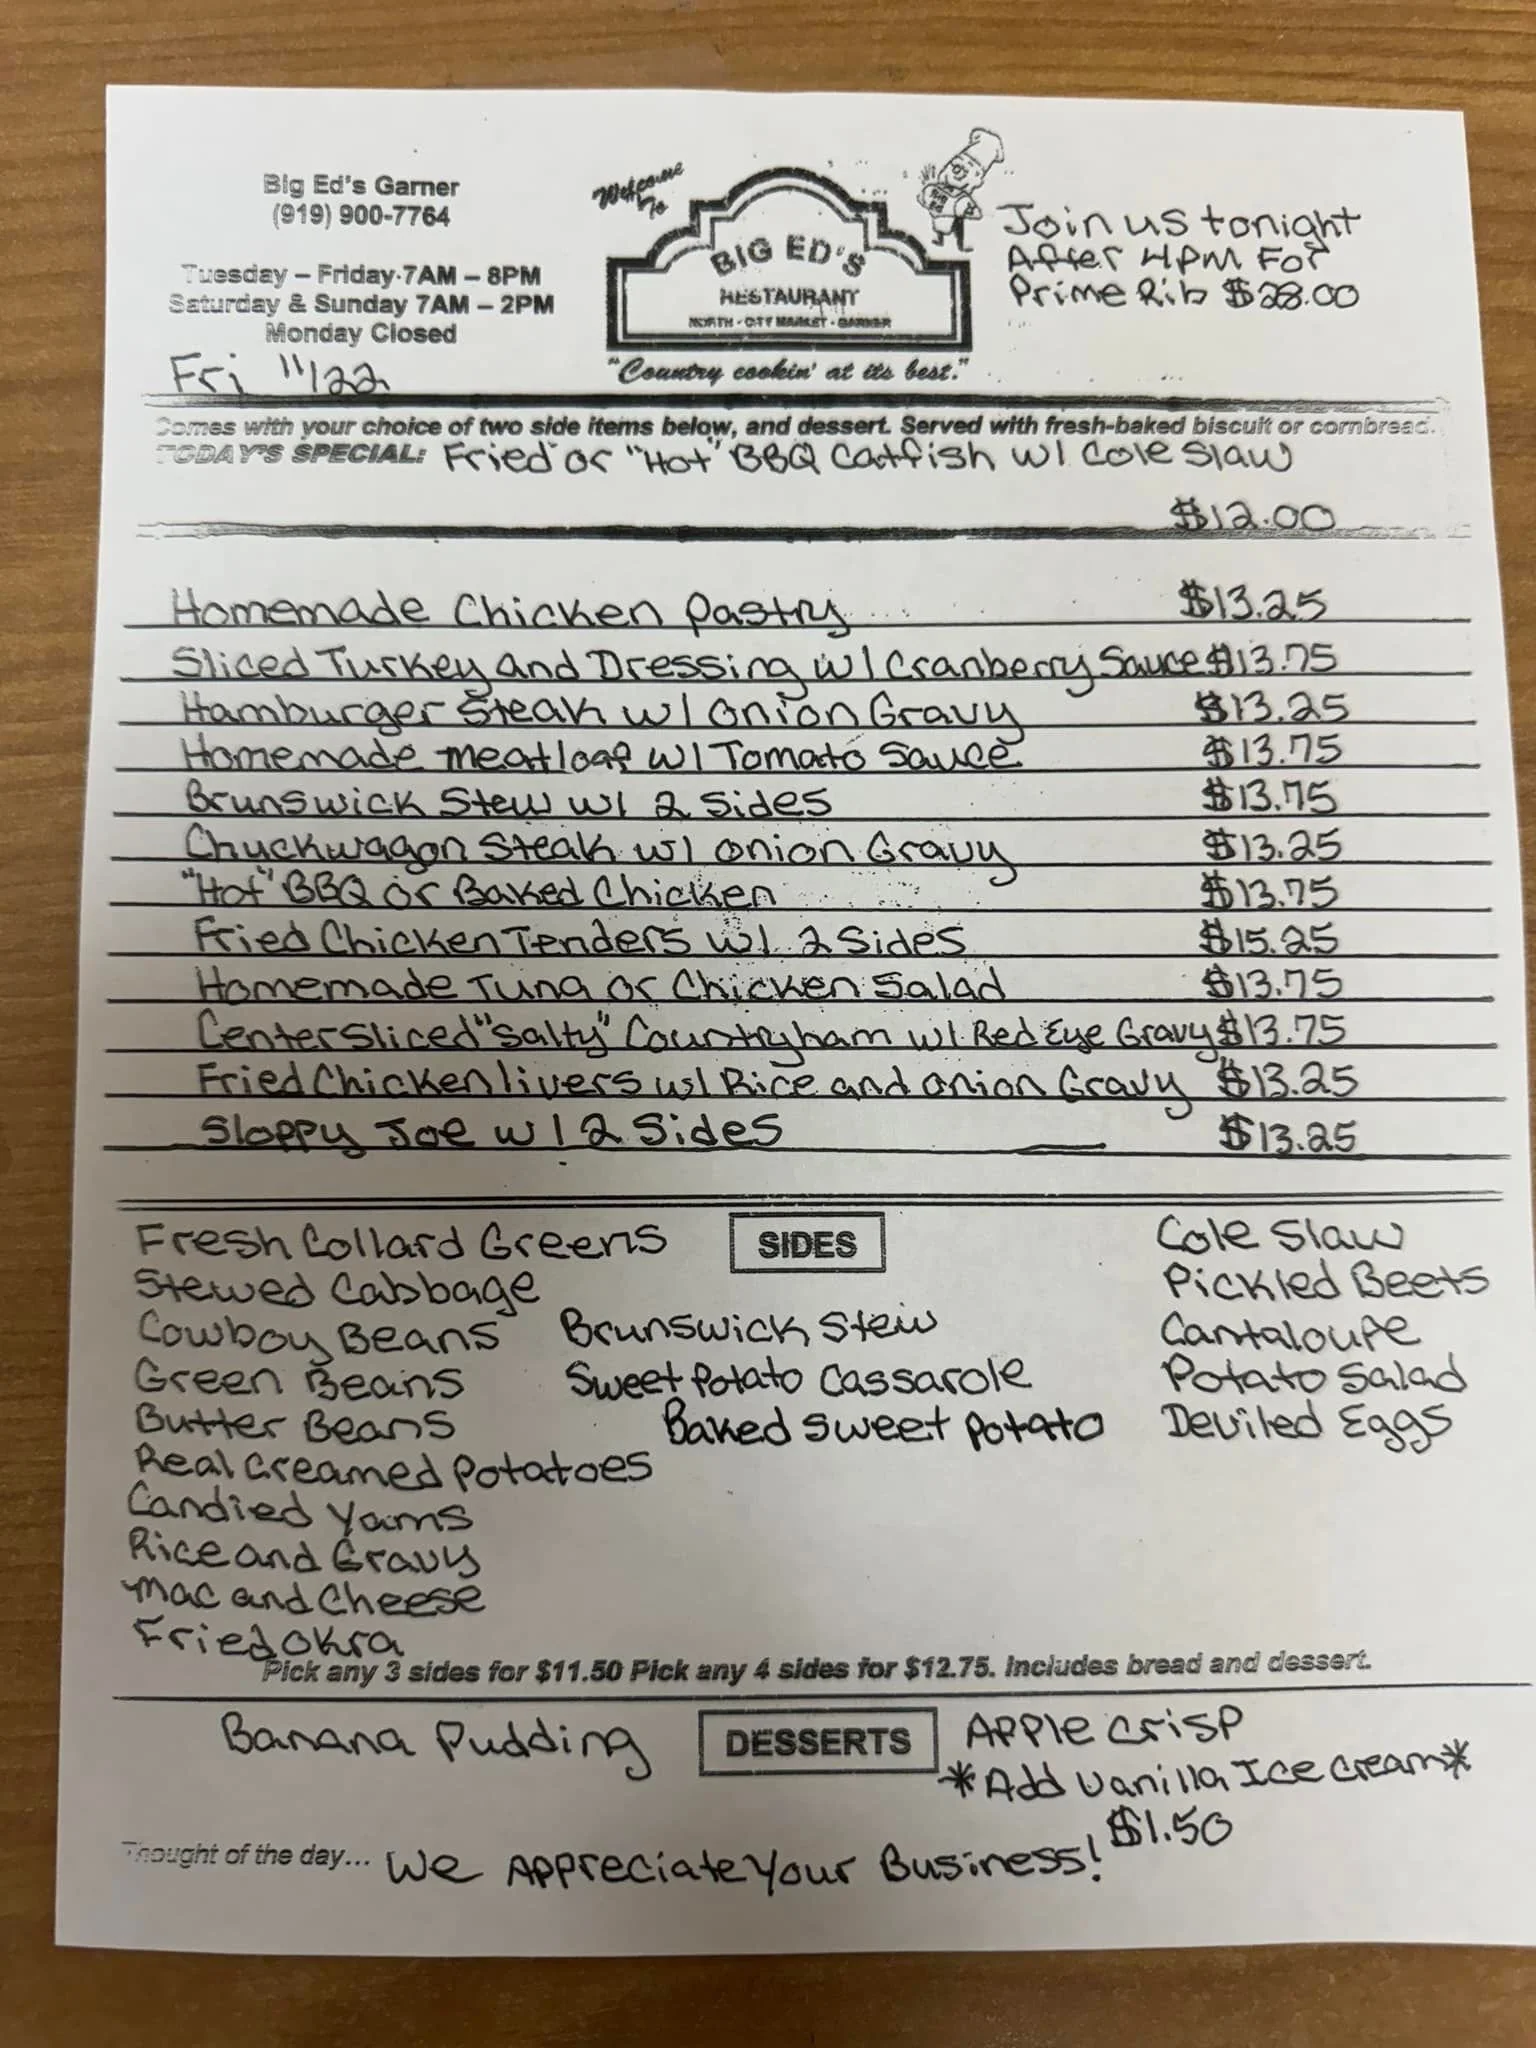 Big Ed's Garner
(919) 900-7764
Tuesday – Friday 7AM – 8PM
Saturday & Sunday 7AM – 2PM
Monday Closed
Fri 11/22
Welcome
To
BIG ED'S
RESTAURANT
NORTH - CITY MARKET - GARNER
"Country cookin' at its best."
Join us tonight
After 4PM For
Prime Rib $28.00
Comes with your choice of two side items below, and dessert. Served with fresh-baked biscuit or cornbread.
TODAY'S SPECIAL: Fried or "Hot" BBQ Catfish w/ Cole Slaw
$12.00
Homemade Chicken Pastry $13.25
Sliced Turkey and Dressing w/ Cranberry Sauce $13.75
Hamburger Steak w/ Onion Gravy $13.25
Homemade Meatloaf w/ Tomato Sauce $13.75
Brunswick Stew w/ 2 Sides $13.75
Chuckwagon Steak w/ Onion Gravy $13.25
"Hot" BBQ or Baked Chicken $13.75
Fried Chicken Tenders w/ 2 Sides $15.25
Homemade Tuna or Chicken Salad $13.75
Center Sliced "Salty" Countryham w/ Red Eye Gravy $13.75
Fried Chicken livers w/ Rice and Onion Gravy $13.25
Sloppy Joe w/ 2 Sides $13.25
SIDES
Fresh Collard Greens
Stewed Cabbage
Cowboy Beans
Green Beans
Butter Beans
Real Creamed Potatoes
Candied Yams
Rice and Gravy
Mac and Cheese
Fried Okra
Brunswick Stew
Sweet Potato Cassarole
Baked Sweet Potato
Cole Slaw
Pickled Beets
Cantaloupe
Potato Salad
Deviled Eggs
Pick any 3 sides for $11.50 Pick any 4 sides for $12.75. Includes bread and dessert.
DESSERTS
Banana Pudding
Apple Crisp
*Add Vanilla Ice Cream*
$1.50
Thought of the day... We Appreciate Your Business!